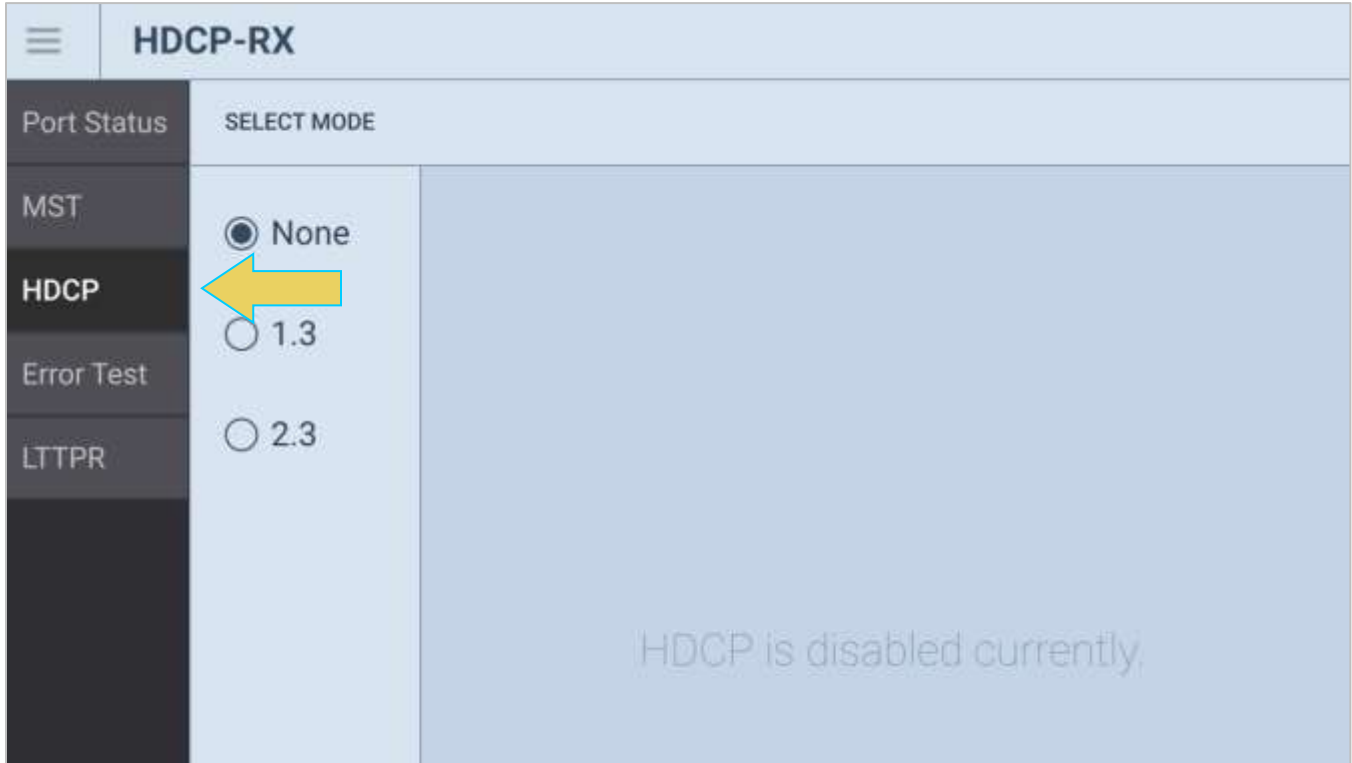 HDCP-RX
Port Status
SELECT MODE
MST
HDCP
Error Test
LTTPR
None
1.3
2.3
HDCP is disabled currently.